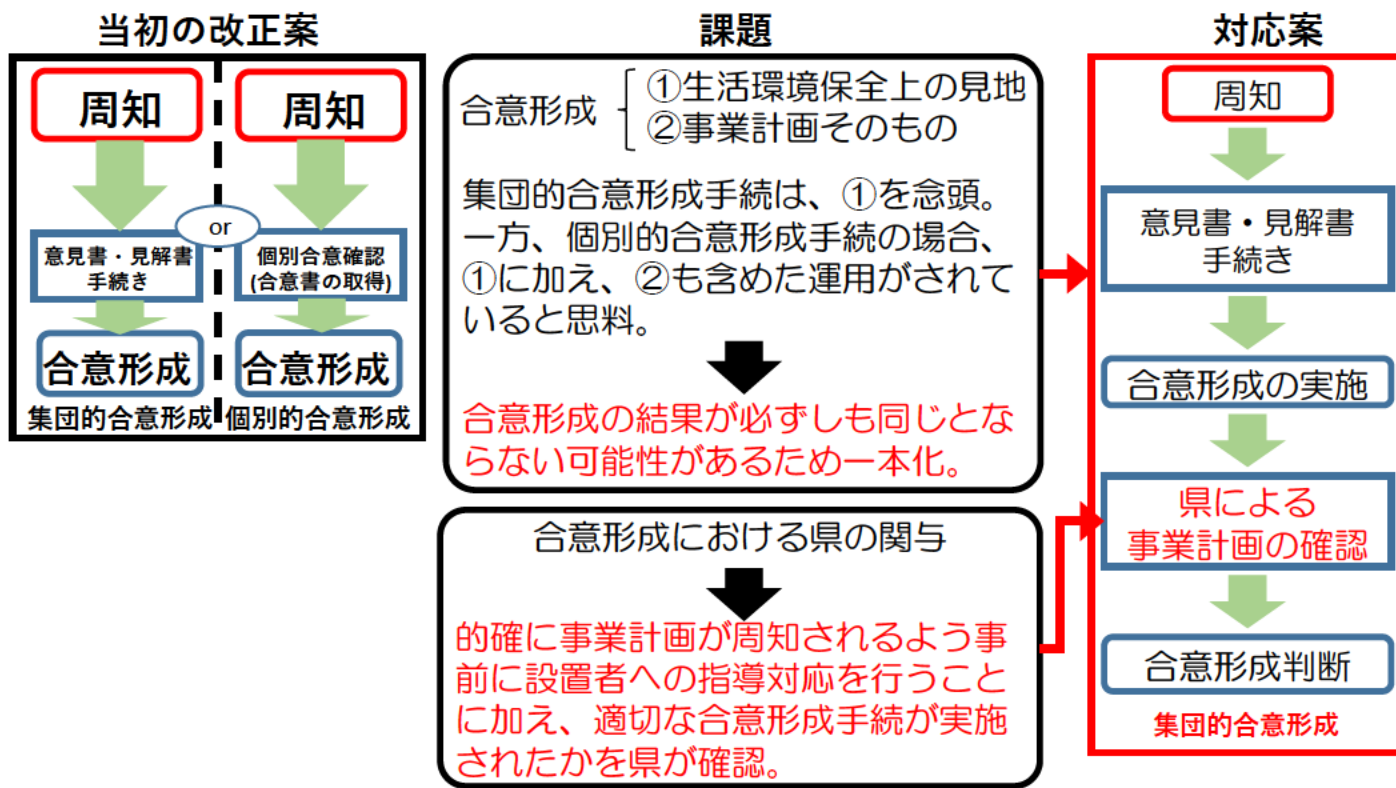 当初の改正案
周知
周知
or
意見書・見解書
手続き
個別合意確認
(合意書の取得)
合意形成
合意形成
集団的合意形成
個別的合意形成
課題
合意形成
①生活環境保全上の見地
②事業計画そのもの
集団的合意形成手続は、①を念頭。
一方、個別的合意形成手続の場合、
①に加え、②も含めた運用がされて
いると思料。
合意形成の結果が必ずしも同じとな
らない可能性があるため一本化。
合意形成における県の関与
的確に事業計画が周知されるよう事
前に設置者への指導対応を行うこと
に加え、適切な合意形成手続が実施
されたかを県が確認。
対応案
周知
意見書・見解書
手続き
合意形成の実施
県による
事業計画の確認
合意形成判断
集団的合意形成